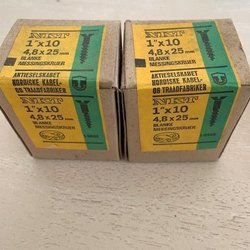 NKT
1"x10
4,8x25 mm
BLANKE
MESSINGSKRUER
AKTIESELSKABET
NORDISKE KABEL-
OG TRAADFABRIKER
NKT
1"x10
4,8x25 mm
BLANKE
MESSINGSKRUER
NKT
1"x10
4,8x25 mm
BLANKE
MESSINGSKRUER
AKTIESELSKABET
NORDISKE KABEL-
OG TRAADFABRIKER
NKT
1"x10
4,8x25 mm
BLANKE
MESSINGSKRUER